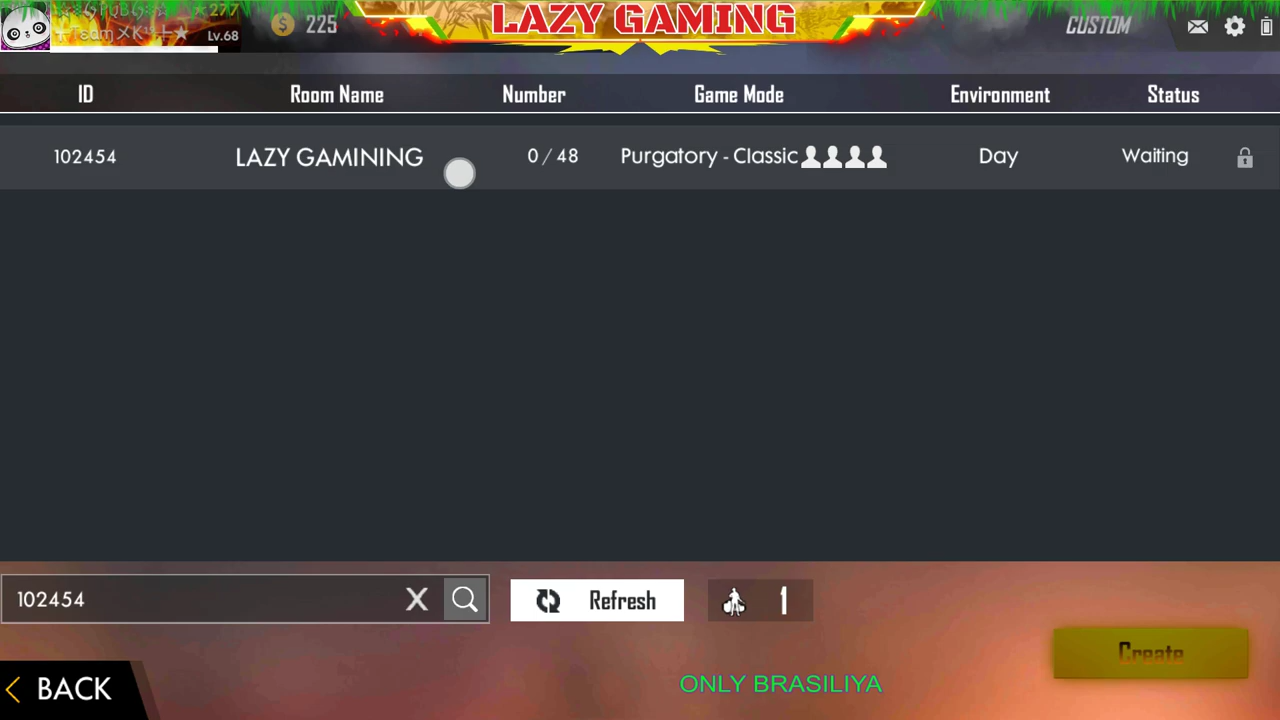 LAZY GAMING
225
CUSTOM
Lv.68
ID Room Name Number Game Mode Environment Status
102454 LAZY GAMINING 0 / 48 Purgatory - Classic Day Waiting
102454 X Refresh 1
Create
ONLY BRASILIYA
BACK